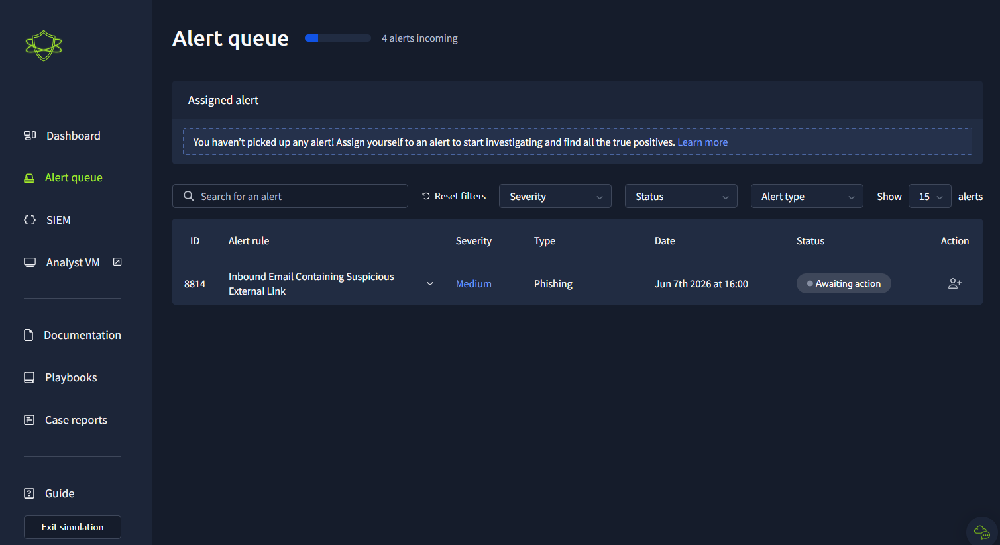 Alert queue
4 alerts incoming
Dashboard
Alert queue
SIEM
Analyst VM
Documentation
Playbooks
Case reports
Guide
Exit simulation
Assigned alert
You haven’t picked up any alert! Assign yourself to an alert to start investigating and find all the true positives. Learn more
Search for an alert
Reset filters
Severity
Status
Alert type
Show 15 alerts
ID Alert rule Severity Type Date Status Action
8814 Inbound Email Containing Suspicious
External Link Medium Phishing Jun 7th 2026 at 16:00 Awaiting action